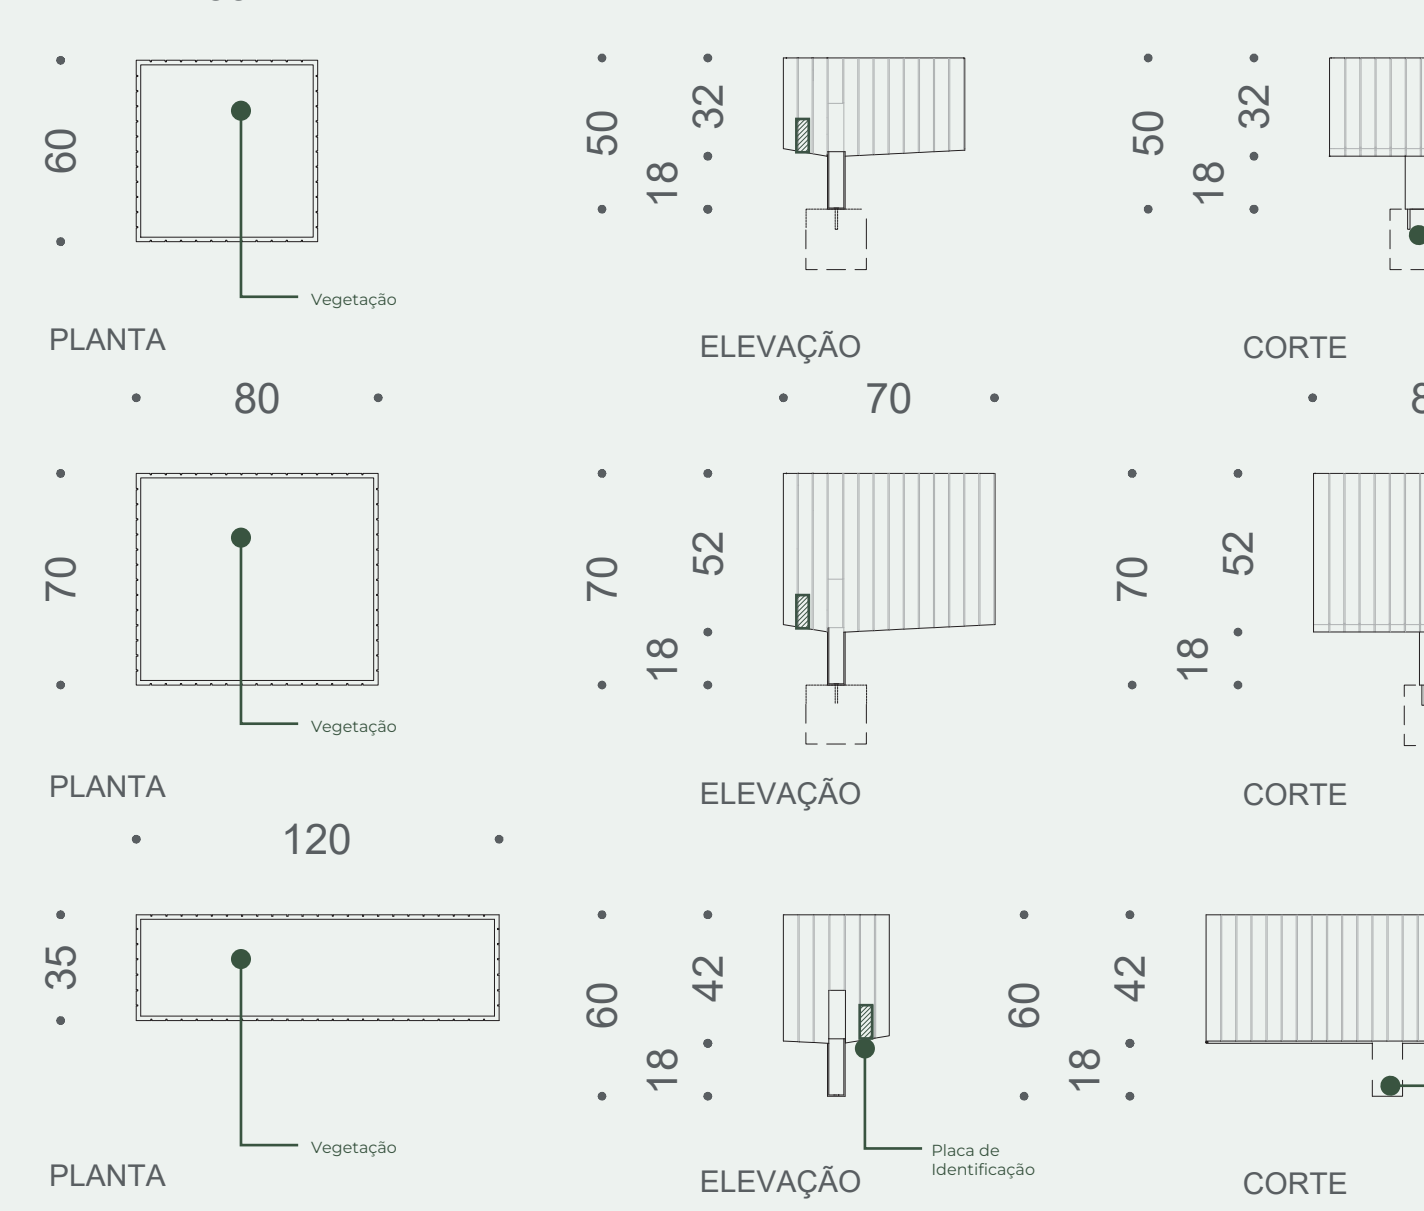 50
32
50
32
60
18
18
Vegetação
PLANTA
ELEVAÇÃO
CORTE
80
70
70
70
52
70
52
18
18
Vegetação
PLANTA
ELEVAÇÃO
CORTE
120
35
60
42
60
42
18
18
Vegetação
Placa de
Identificação
PLANTA
ELEVAÇÃO
CORTE